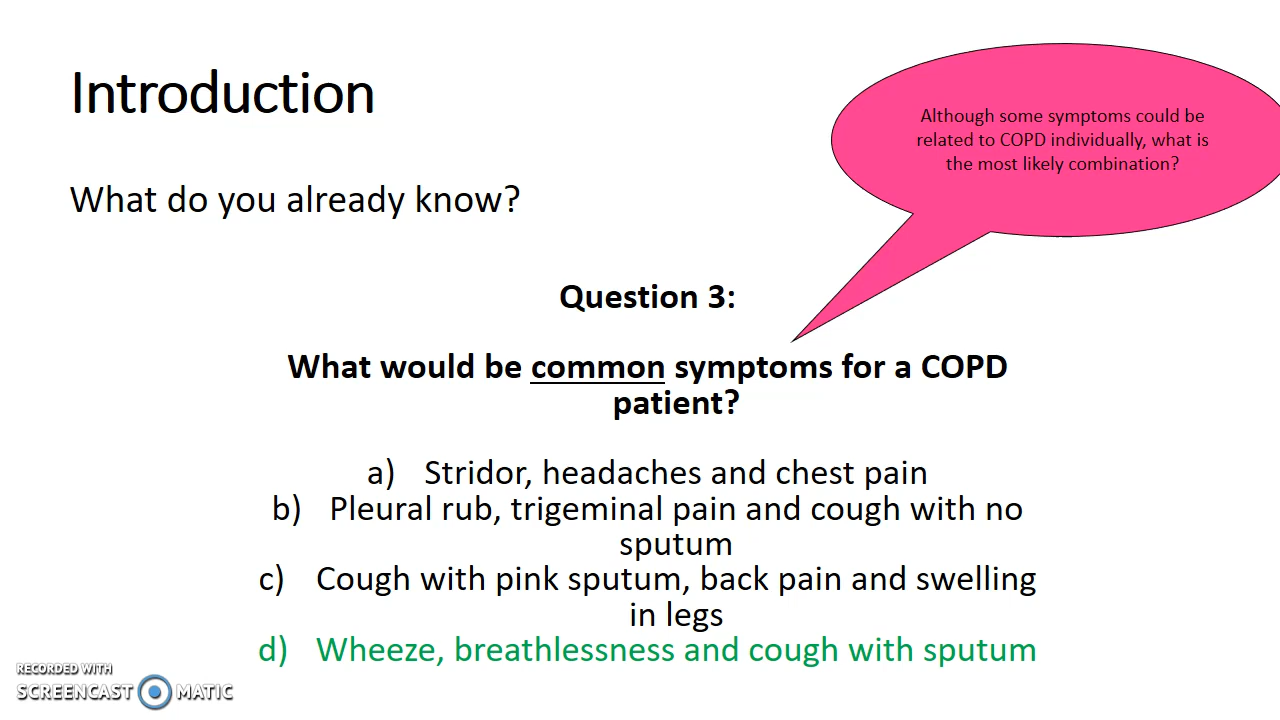 Introduction
Although some symptoms could be
related to COPD individually, what is
the most likely combination?
What do you already know?
Question 3:
What would be common symptoms for a COPD
patient?
a) Stridor, headaches and chest pain
b) Pleural rub, trigeminal pain and cough with no
sputum
c) Cough with pink sputum, back pain and swelling
in legs
d) Wheeze, breathlessness and cough with sputum
RECORDED WITH
SCREENCAST MATIC